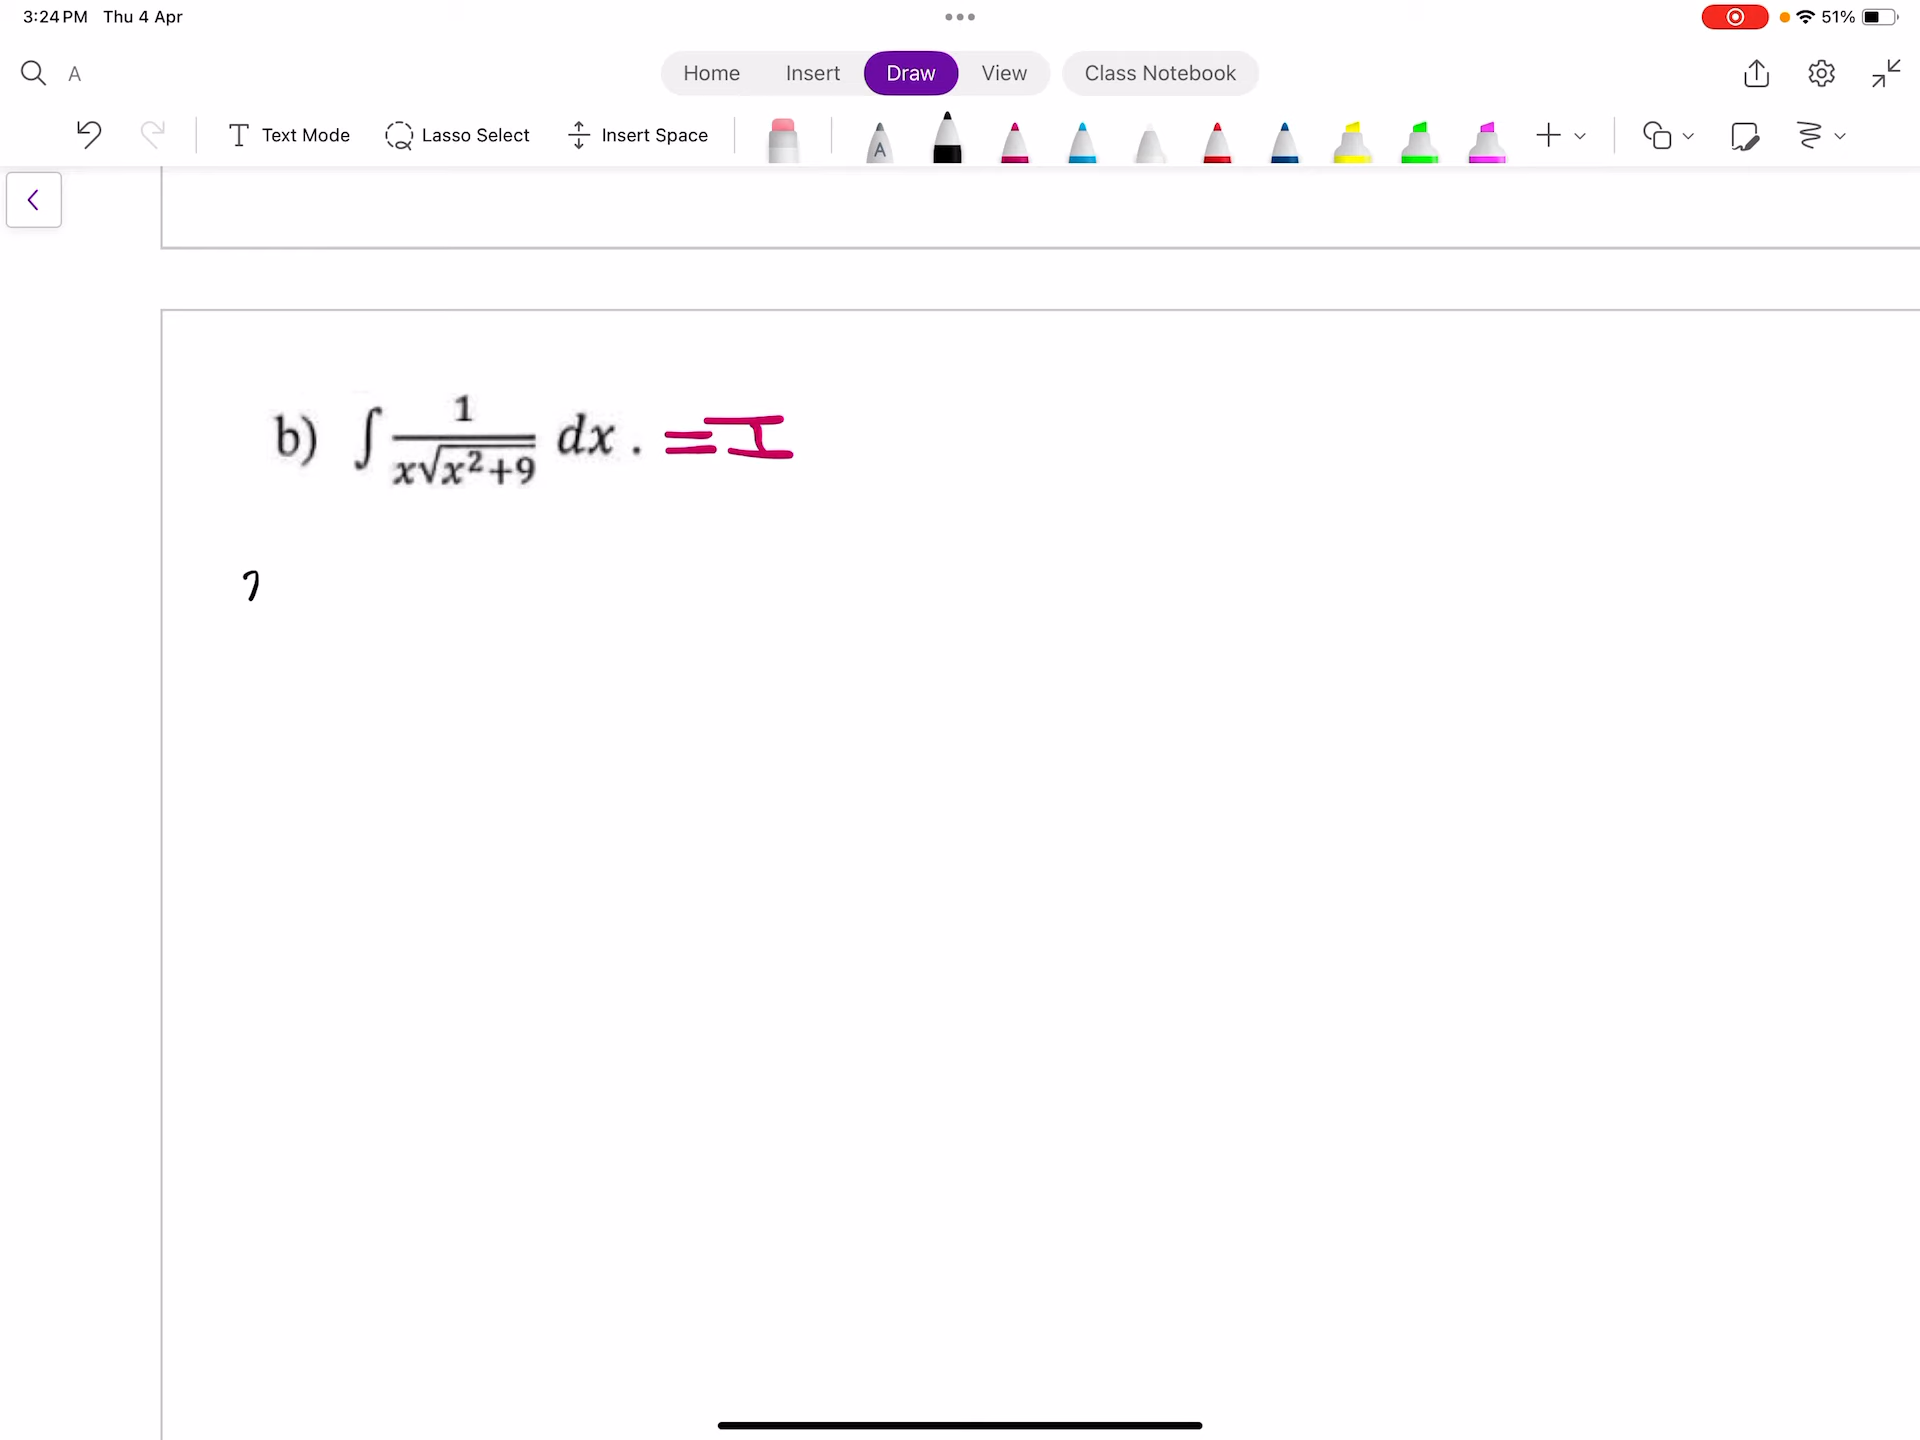 3:24 PM Thu 4 Apr 51%
A Home Insert Draw View Class Notebook
Text Mode Lasso Select Insert Space A
b) ∫ 1/(x√(x²+9)) dx . = I